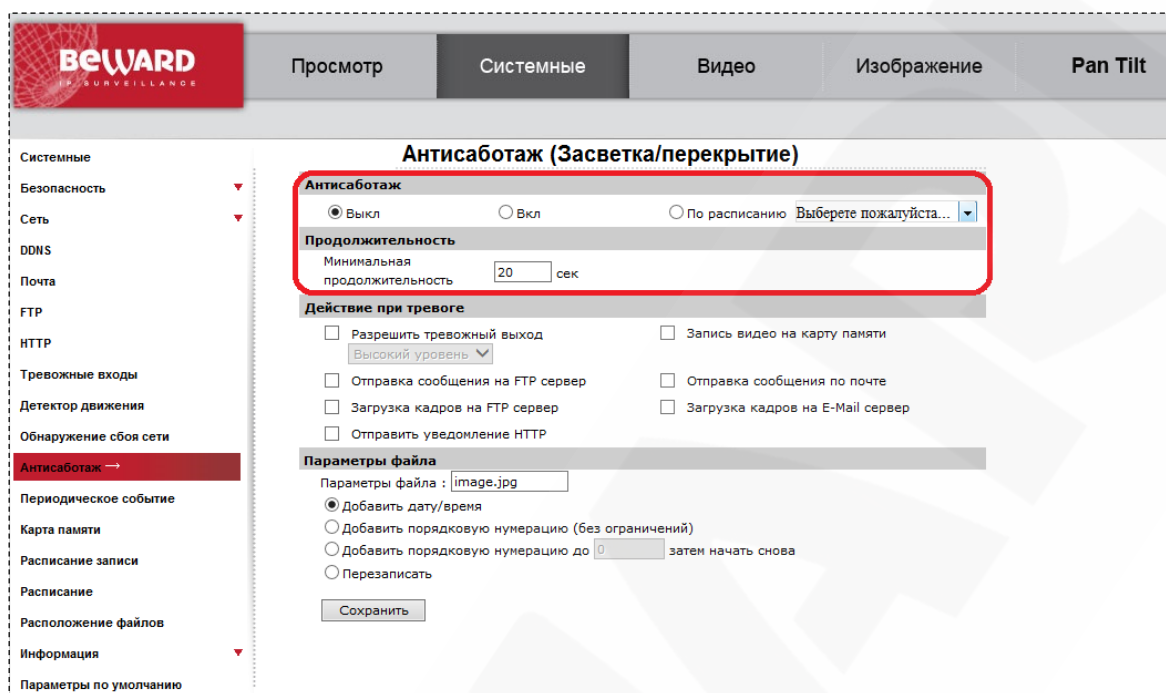 BEWARD
IP SURVEILLANCE
Просмотр
Системные
Видео
Изображение
Pan Tilt
Системные
Безопасность
Сеть
DDNS
Почта
FTP
HTTP
Тревожные входы
Детектор движения
Обнаружение сбоя сети
Антисаботаж →
Периодическое событие
Карта памяти
Расписание записи
Расписание
Расположение файлов
Информация
Параметры по умолчанию
Антисаботаж (Засветка/перекрытие)
Антисаботаж
Выкл Вкл По расписанию Выберете пожалуйста...
Продолжительность
Минимальная
продолжительность 20 сек
Действие при тревоге
Разрешить тревожный выход Запись видео на карту памяти
Высокий уровень
Отправка сообщения на FTP сервер Отправка сообщения по почте
Загрузка кадров на FTP сервер Загрузка кадров на E-Mail сервер
Отправить уведомление HTTP
Параметры файла
Параметры файла : image.jpg
Добавить дату/время
Добавить порядковую нумерацию (без ограничений)
Добавить порядковую нумерацию до 0 затем начать снова
Перезаписать
Сохранить